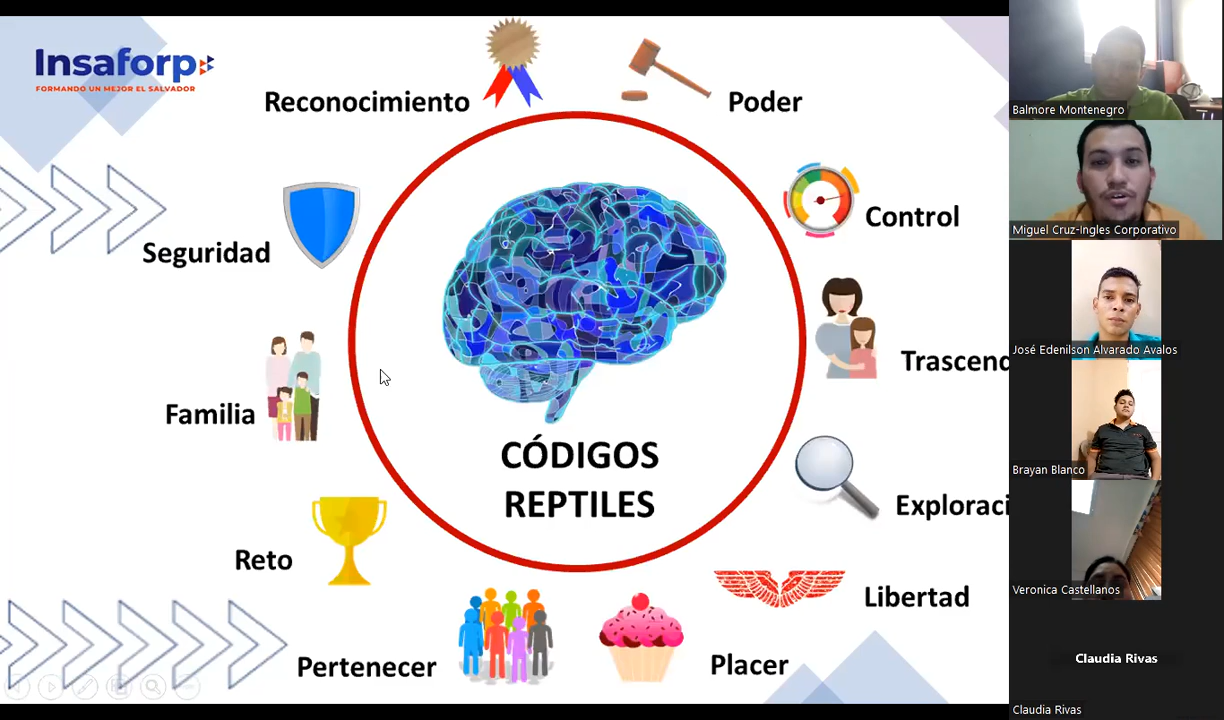 Insaforp
FORMANDO UN MEJOR EL SALVADOR
Reconocimiento
Poder
Seguridad
Control
Familia
Trascend
CÓDIGOS
REPTILES
Exploraci
Reto
Libertad
Pertenecer
Placer
Balmore Montenegro
Miguel Cruz-Ingles Corporativo
José Edenilson Alvarado Avalos
Brayan Blanco
Veronica Castellanos
Claudia Rivas
Claudia Rivas